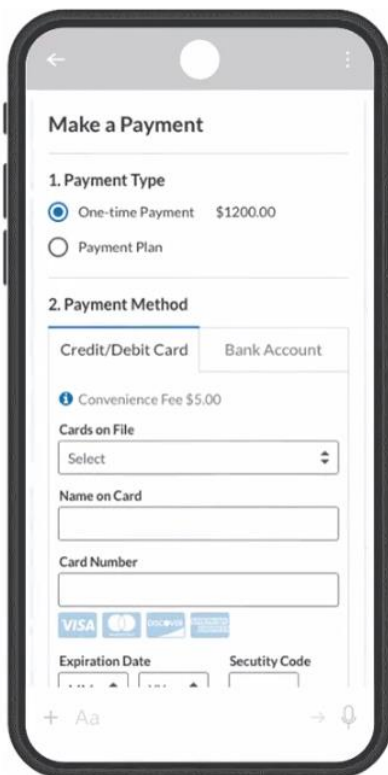 Make a Payment
1. Payment Type
One-time Payment $1200.00
Payment Plan
2. Payment Method
Credit/Debit Card Bank Account
Convenience Fee $5.00
Cards on File
Select
Name on Card
Card Number
VISA DISCOVER
Expiration Date Secutity Code
Aa